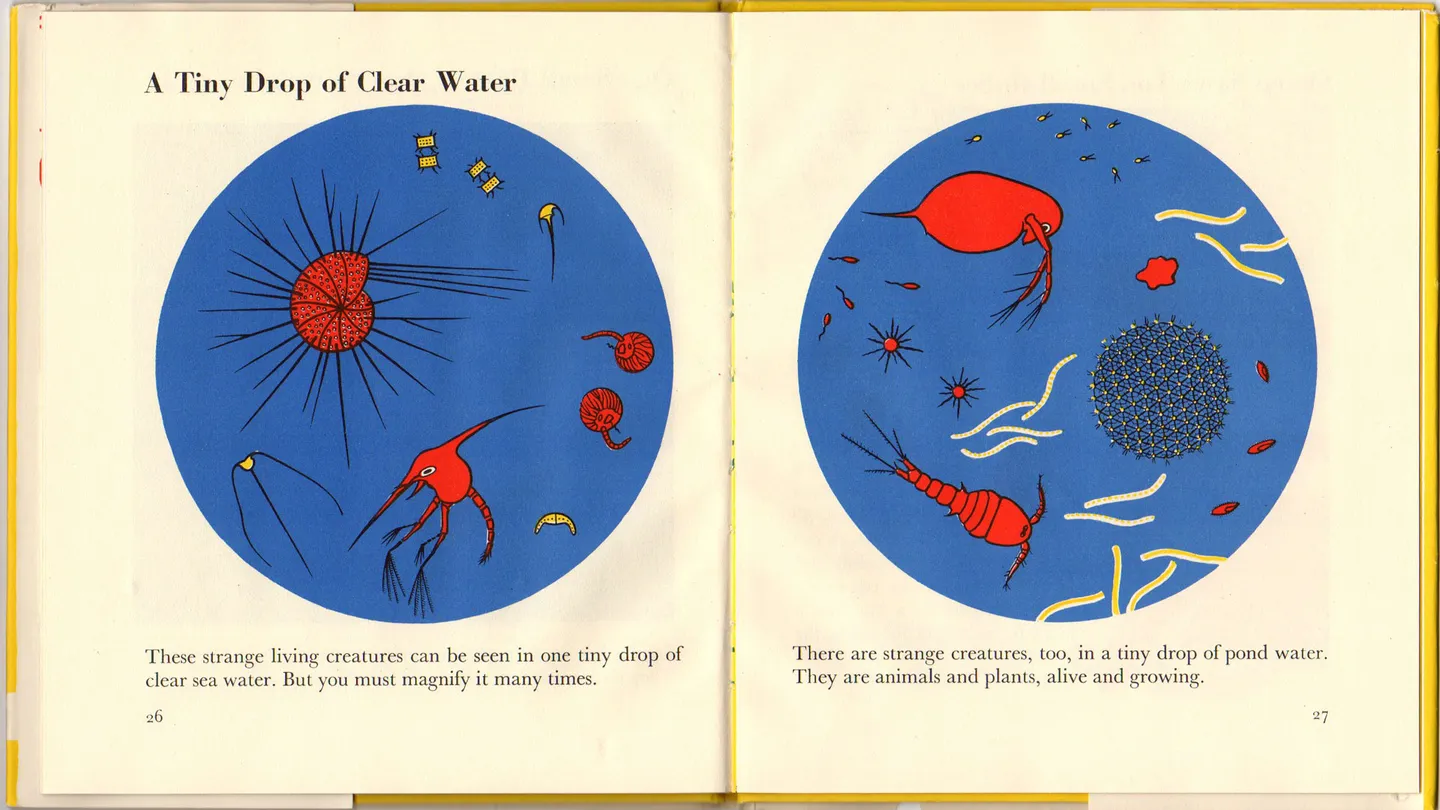 A Tiny Drop of Clear Water
These strange living creatures can be seen in one tiny drop of
clear sea water. But you must magnify it many times.
26
There are strange creatures, too, in a tiny drop of pond water.
They are animals and plants, alive and growing.
27